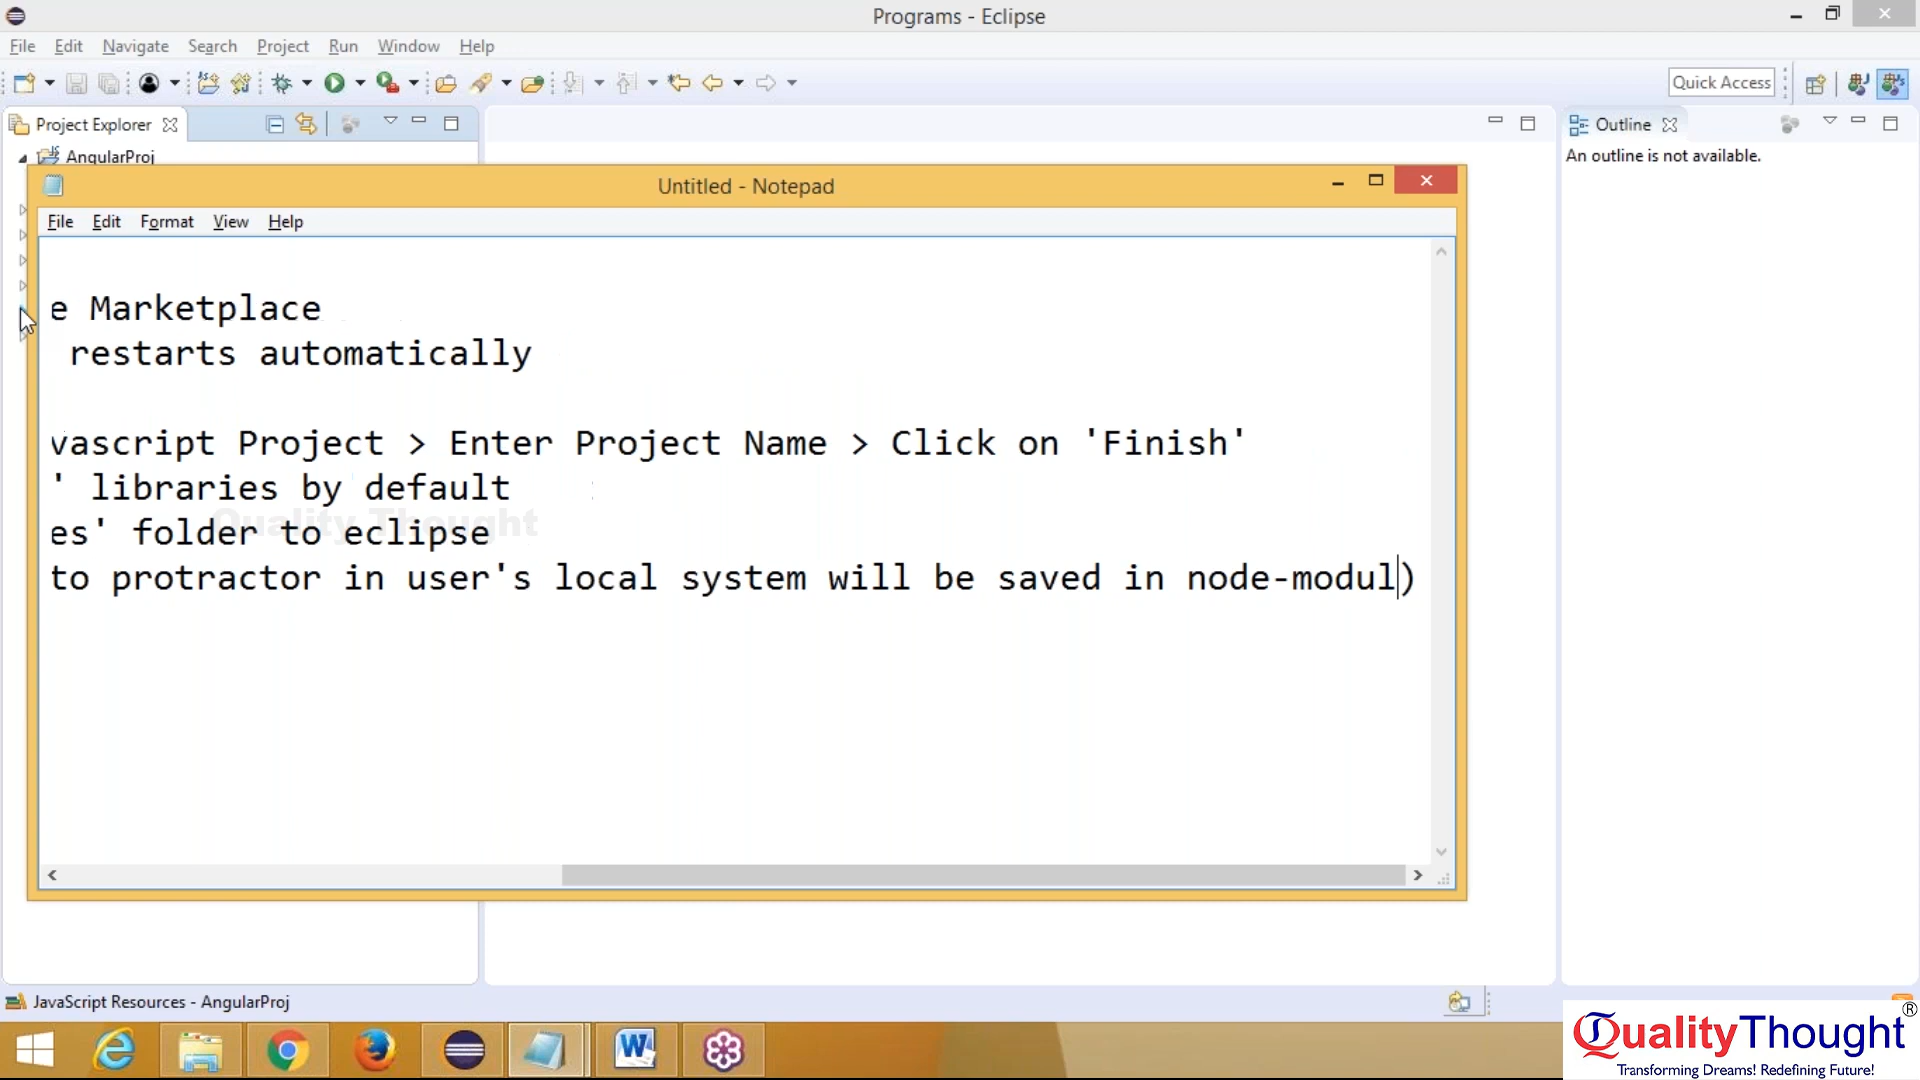 Programs - Eclipse
File Edit Navigate Search Project Run Window Help
Quick Access
Project Explorer
AngularProj
Outline
An outline is not available.
Untitled - Notepad
File Edit Format View Help
e Marketplace
restarts automatically
vascript Project > Enter Project Name > Click on 'Finish'
' libraries by default
Quality Thought
es' folder to eclipse
to protractor in user's local system will be saved in node-modul)
JavaScript Resources - AngularProj
QualityThought®
Transforming Dreams! Redefining Future!